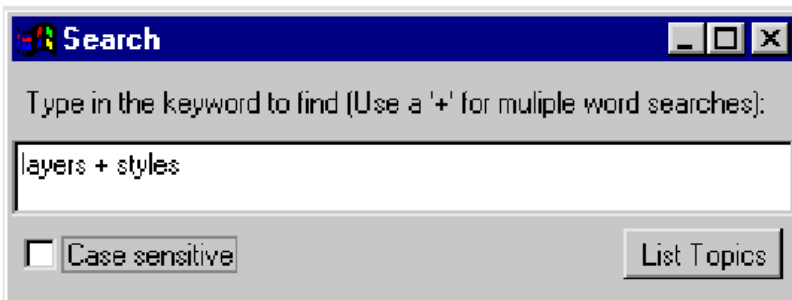 Search
Type in the keyword to find (Use a '+' for muliple word searches):
layers + styles
Case sensitive
List Topics